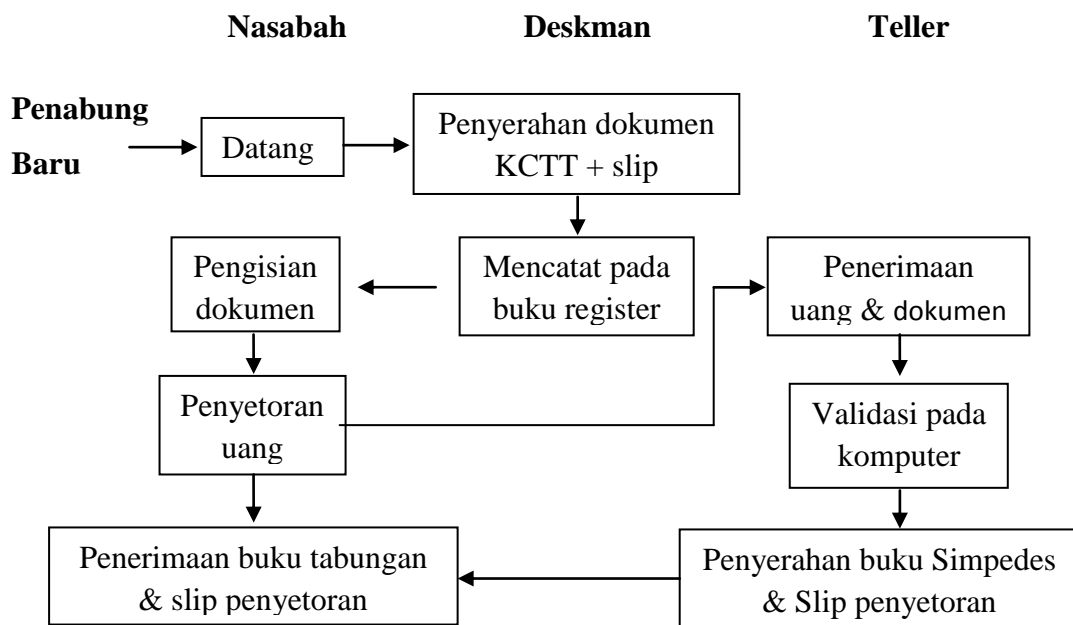 Nasabah Deskman Teller
Penabung
Baru
Datang
Penyerahan dokumen
KCTT + slip
Pengisian
dokumen
Mencatat pada
buku register
Penerimaan
uang & dokumen
Penyetoran
uang
Validasi pada
komputer
Penerimaan buku tabungan
& slip penyetoran
Penyerahan buku Simpedes
& Slip penyetoran